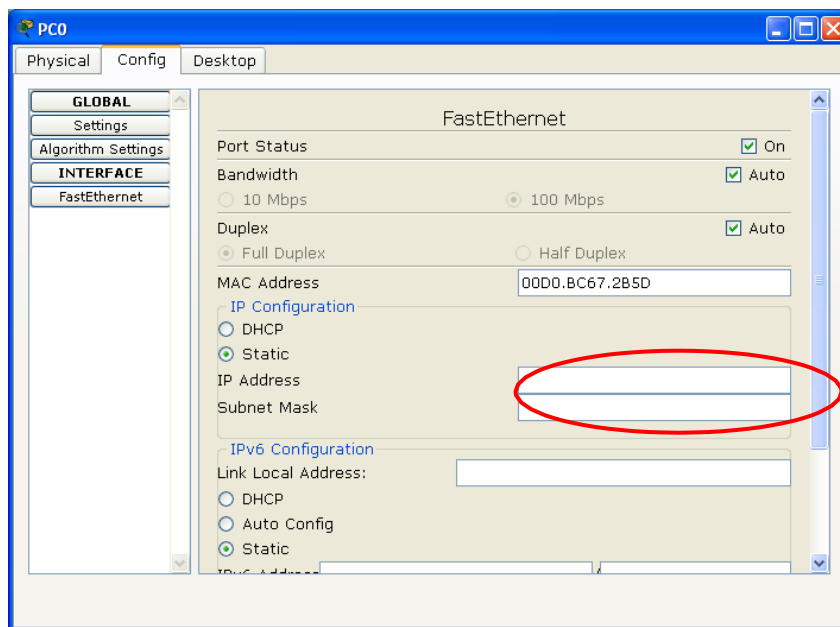 PC0
Physical Config Desktop
GLOBAL
Settings
Algorithm Settings
INTERFACE
FastEthernet
FastEthernet
Port Status On
Bandwidth Auto
10 Mbps 100 Mbps
Duplex Auto
Full Duplex Half Duplex
MAC Address 00D0.BC67.2B5D
IP Configuration
DHCP
Static
IP Address
Subnet Mask
IPv6 Configuration
Link Local Address:
DHCP
Auto Config
Static
IPv6 Address /